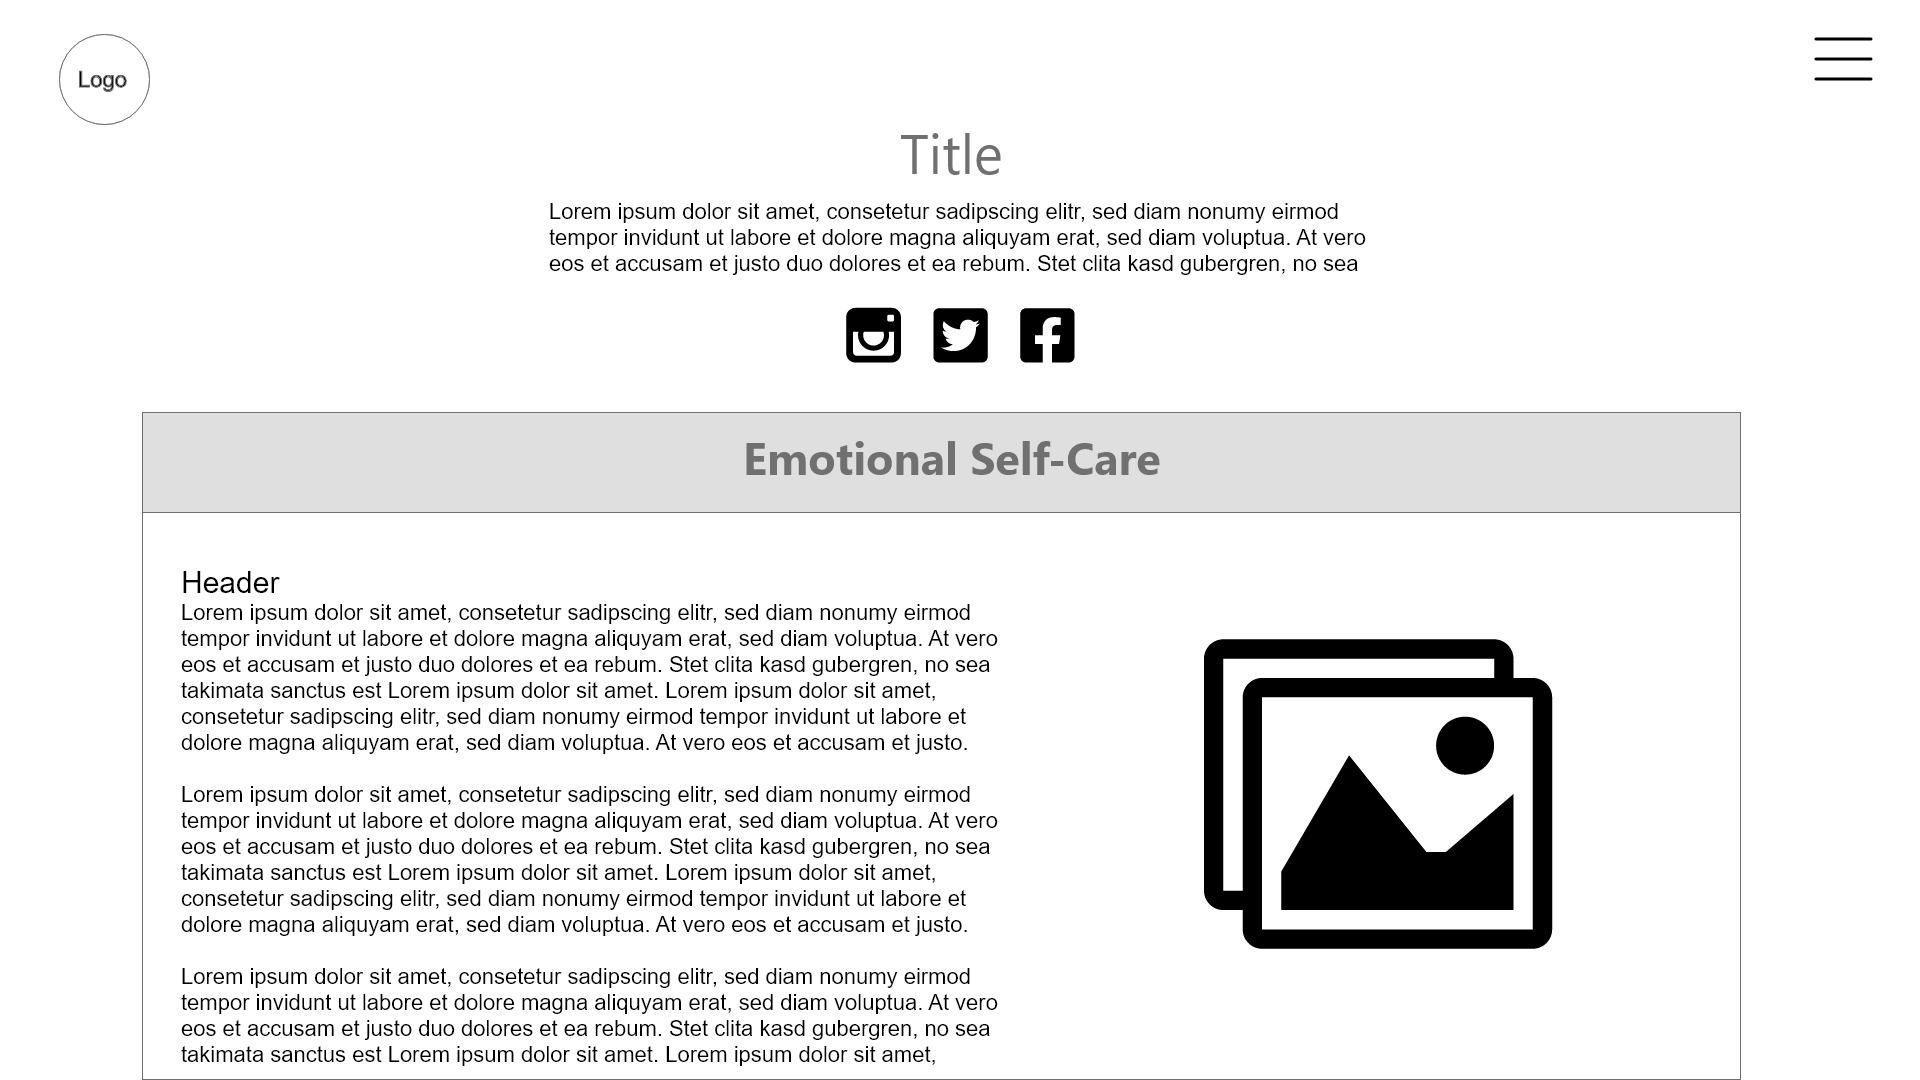 Logo
Title
Lorem ipsum dolor sit amet, consetetur sadipscing elitr, sed diam nonumy eirmod
tempor invidunt ut labore et dolore magna aliquyam erat, sed diam voluptua. At vero
eos et accusam et justo duo dolores et ea rebum. Stet clita kasd gubergren, no sea
Emotional Self-Care
Header
Lorem ipsum dolor sit amet, consetetur sadipscing elitr, sed diam nonumy eirmod
tempor invidunt ut labore et dolore magna aliquyam erat, sed diam voluptua. At vero
eos et accusam et justo duo dolores et ea rebum. Stet clita kasd gubergren, no sea
takimata sanctus est Lorem ipsum dolor sit amet. Lorem ipsum dolor sit amet,
consetetur sadipscing elitr, sed diam nonumy eirmod tempor invidunt ut labore et
dolore magna aliquyam erat, sed diam voluptua. At vero eos et accusam et justo.
Lorem ipsum dolor sit amet, consetetur sadipscing elitr, sed diam nonumy eirmod
tempor invidunt ut labore et dolore magna aliquyam erat, sed diam voluptua. At vero
eos et accusam et justo duo dolores et ea rebum. Stet clita kasd gubergren, no sea
takimata sanctus est Lorem ipsum dolor sit amet. Lorem ipsum dolor sit amet,
consetetur sadipscing elitr, sed diam nonumy eirmod tempor invidunt ut labore et
dolore magna aliquyam erat, sed diam voluptua. At vero eos et accusam et justo.
Lorem ipsum dolor sit amet, consetetur sadipscing elitr, sed diam nonumy eirmod
tempor invidunt ut labore et dolore magna aliquyam erat, sed diam voluptua. At vero
eos et accusam et justo duo dolores et ea rebum. Stet clita kasd gubergren, no sea
takimata sanctus est Lorem ipsum dolor sit amet. Lorem ipsum dolor sit amet,